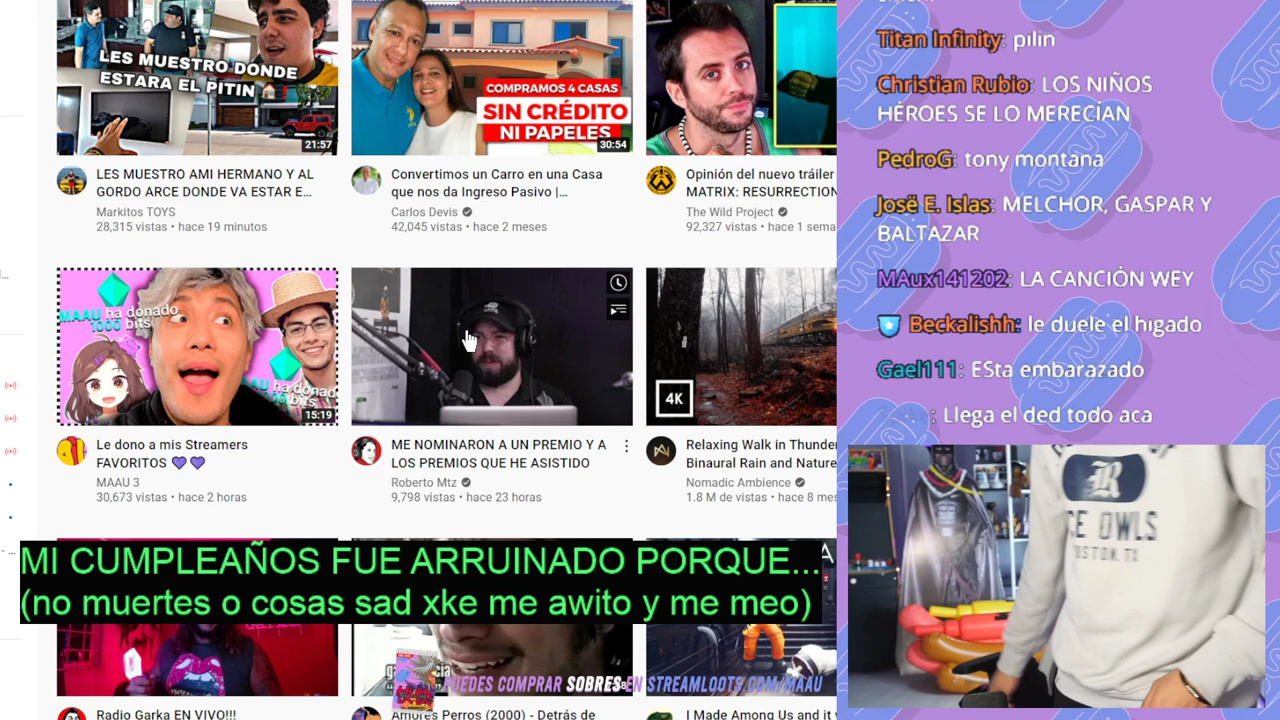 LES MUESTRO DONDE
ESTARA EL PITIN
21:57
COMPRAMOS 4 CASAS
SIN CRÉDITO
NI PAPELES
30:54
LES MUESTRO AMI HERMANO Y AL
GORDO ARCE DONDE VA ESTAR E...
Markitos TOYS
28,315 vistas • hace 19 minutos
Convertimos un Carro en una Casa
que nos da Ingreso Pasivo |...
Carlos Devis
42,045 vistas • hace 2 meses
Opinión del nuevo tráiler
MATRIX: RESURRECTION
The Wild Project
92,327 vistas • hace 1 sema
MAAU ha donado
1000 bits
AAU ha donado
bits
15:19
4K
Le dono a mis Streamers
FAVORITOS 💜 💜
MAAU 3
30,673 vistas • hace 2 horas
ME NOMINARON A UN PREMIO Y A
LOS PREMIOS QUE HE ASISTIDO
Roberto Mtz
9,798 vistas • hace 23 horas
Relaxing Walk in Thunder
Binaural Rain and Nature
Nomadic Ambience
1.8 M de vistas • hace 8 mes
MI CUMPLEAÑOS FUE ARRUINADO PORQUE...
(no muertes o cosas sad xke me awito y me meo)
PUEDES COMPRAR SOBRES EN STREAMLOOTS.COM/MAAU
Radio Garka EN VIVO!!!
Amores Perros (2000) - Detrás de
I Made Among Us and it
Titan Infinity: pilin
Christian Rubio: LOS NIÑOS
HÉROES SE LO MERECÍAN
PedroG: tony montana
Josë E. Islas: MELCHOR, GASPAR Y
BALTAZAR
MAux141202: LA CANCIÓN WEY
Beckalishh: le duele el higado
Gael111: ESta embarazado
: Llega el ded todo aca
R
CE OWLS
USTON, TX